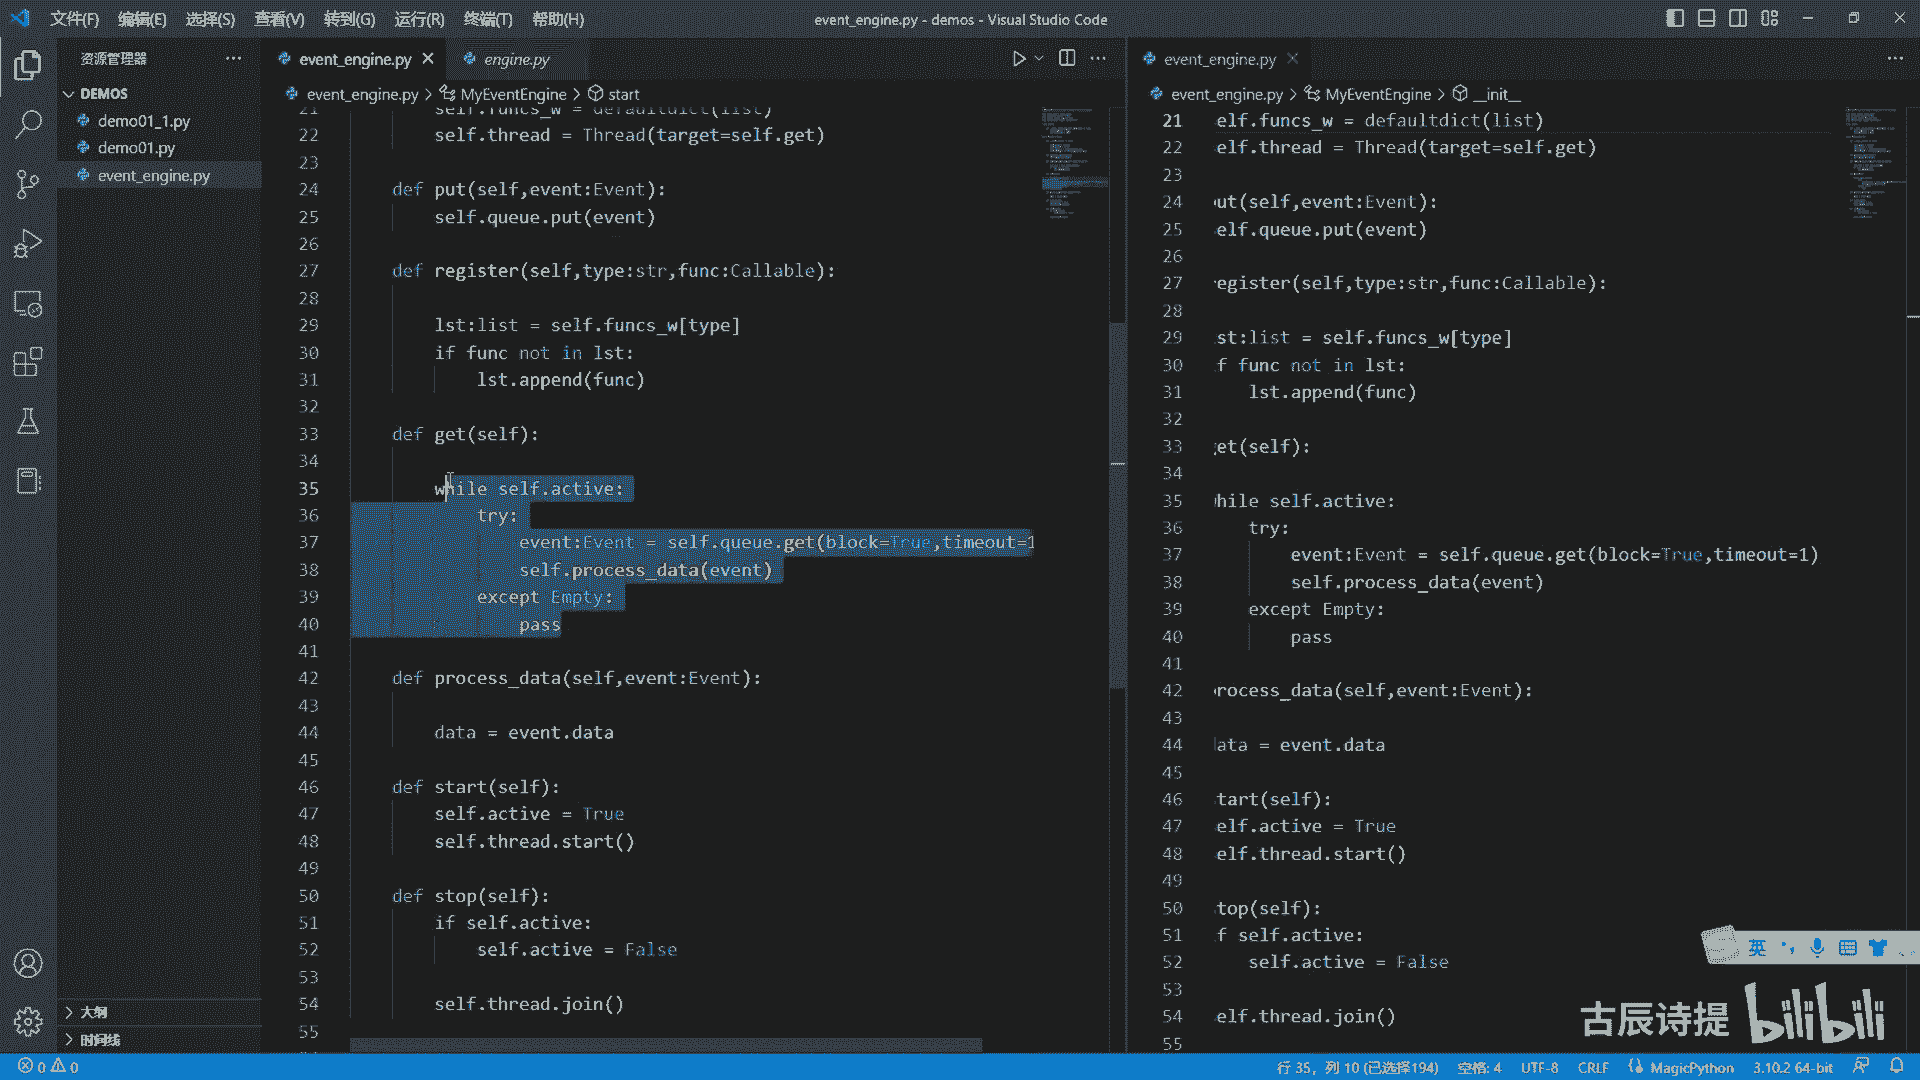 文件(F) 编辑(E) 选择(S) 查看(V) 转到(G) 运行(R) 终端(T) 帮助(H)
event_engine.py - demos - Visual Studio Code
资源管理器
DEMOS
demo01_1.py
demo01.py
event_engine.py
大纲
时间线
event_engine.py engine.py
event_engine.py > MyEventEngine > start
21 self.funcs_w = defaultdict(list)
22 self.thread = Thread(target=self.get)
23
24 def put(self,event:Event):
25 self.queue.put(event)
26
27 def register(self,type:str,func:Callable):
28
29 lst:list = self.funcs_w[type]
30 if func not in lst:
31 lst.append(func)
32
33 def get(self):
34
35 while self.active:
36 try:
37 event:Event = self.queue.get(block=True,timeout=1
38 self.process_data(event)
39 except Empty:
40 pass
41
42 def process_data(self,event:Event):
43
44 data = event.data
45
46 def start(self):
47 self.active = True
48 self.thread.start()
49
50 def stop(self):
51 if self.active:
52 self.active = False
53
54 self.thread.join()
55
event_engine.py
event_engine.py > MyEventEngine > __init__
21 elf.funcs_w = defaultdict(list)
22 elf.thread = Thread(target=self.get)
23
24 ut(self,event:Event):
25 elf.queue.put(event)
26
27 egister(self,type:str,func:Callable):
28
29 st:list = self.funcs_w[type]
30 f func not in lst:
31 lst.append(func)
32
33 et(self):
34
35 hile self.active:
36 try:
37 event:Event = self.queue.get(block=True,timeout=1)
38 self.process_data(event)
39 except Empty:
40 pass
41
42 rocess_data(self,event:Event):
43
44 ata = event.data
45
46 tart(self):
47 elf.active = True
48 elf.thread.start()
49
50 top(self):
51 f self.active:
52 self.active = False
53
54 elf.thread.join()
55
英
古辰诗提 bilibili
0 0
行 35，列 10 (已选择194) 空格: 4 UTF-8 CRLF MagicPython 3.10.2 64-bit